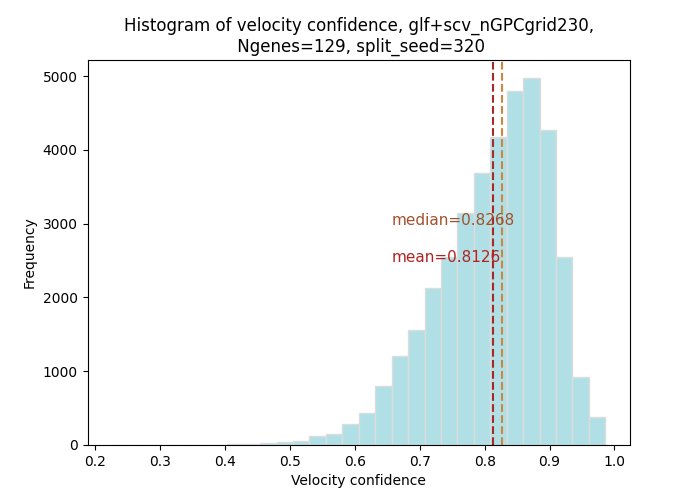 Histogram of velocity confidence, glf+scv_nGPCgrid230,
Ngenes=129, split_seed=320
5000
4000
3000
2000
1000
0
Frequency
median=0.8268
mean=0.8126
0.2 0.3 0.4 0.5 0.6 0.7 0.8 0.9 1.0
Velocity confidence